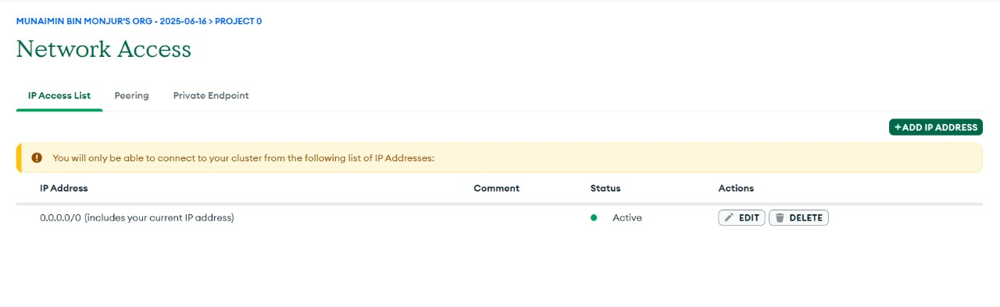 MUNAIMIN BIN MONJUR'S ORG - 2025-06-16 > PROJECT 0
Network Access
IP Access List Peering Private Endpoint
+ADD IP ADDRESS
You will only be able to connect to your cluster from the following list of IP Addresses:
IP Address Comment Status Actions
0.0.0.0/0 (includes your current IP address) Active EDIT DELETE